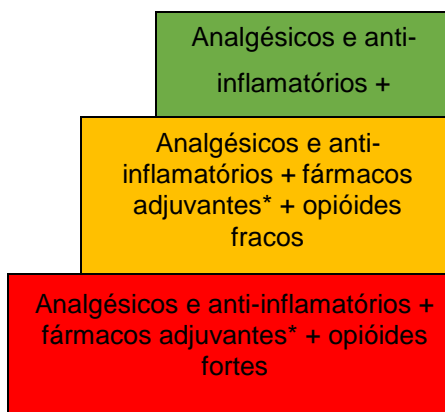 Analgésicos e anti-
inflamatórios +
Analgésicos e anti-
inflamatórios + fármacos
adjuvantes* + opióides
fracos
Analgésicos e anti-inflamatórios +
fármacos adjuvantes* + opióides
fortes